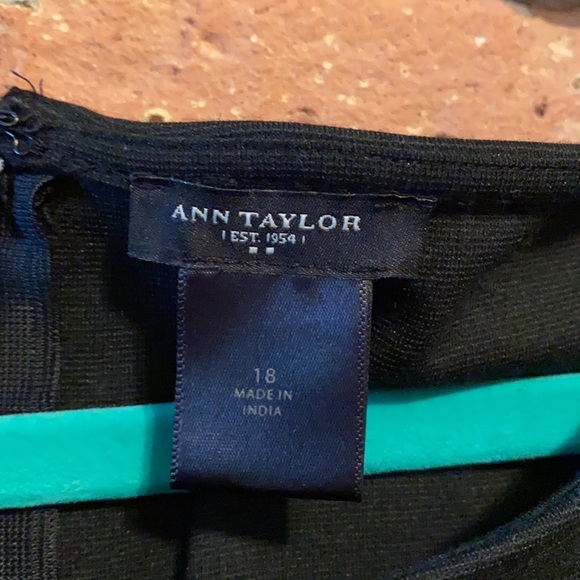 ANN TAYLOR
EST. 1954
18
MADE IN
INDIA